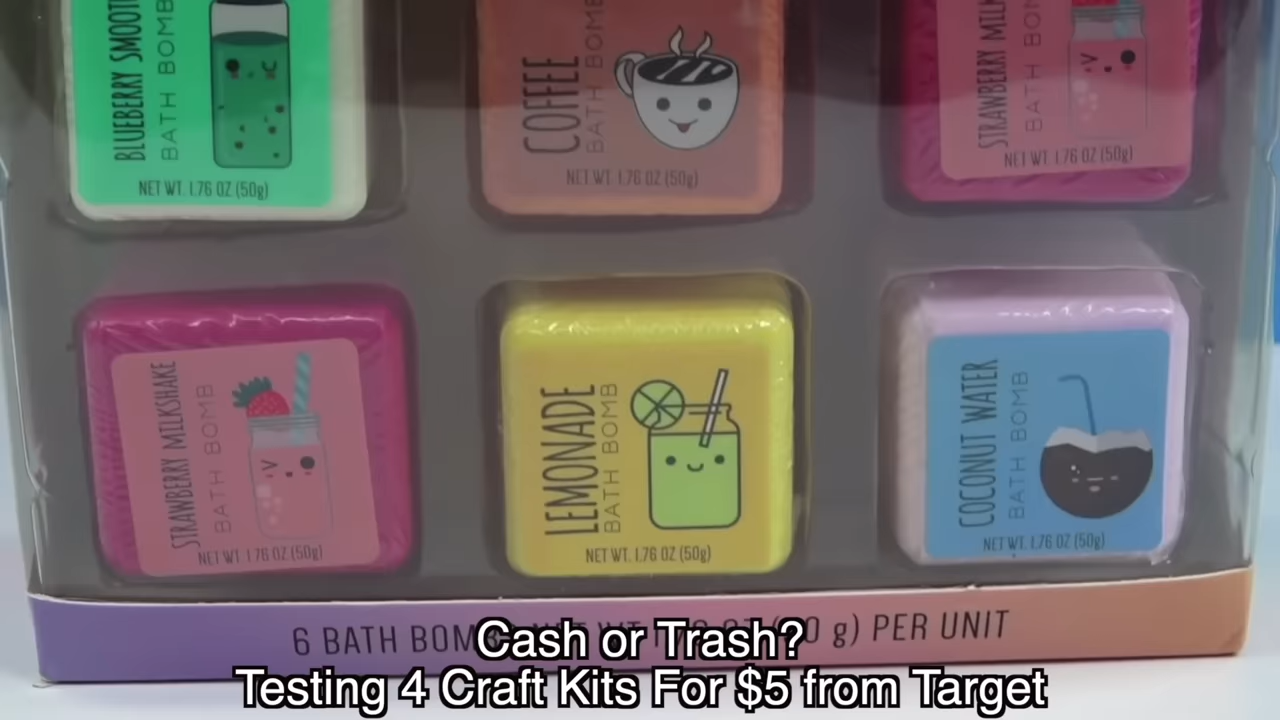 BLUEBERRY SMOOT
BATH BOMB
NET WT. 1.76 OZ (50g)
COFFEE
BATH BOMB
NET WT. 1.76 OZ (50g)
STRAWBERRY MILK
BATH BOMB
NET WT. 1.76 OZ (50g)
STRAWBERRY MILKSHAKE
BATH BOMB
NET WT. 1.76 OZ (50g)
LEMONADE
BATH BOMB
NET WT. 1.76 OZ (50g)
COCONUT WATER
BATH BOMB
NET WT. 1.76 OZ (50g)
6 BATH g) PER UNIT
Cash or Trash?
Testing 4 Craft Kits For $5 from Target